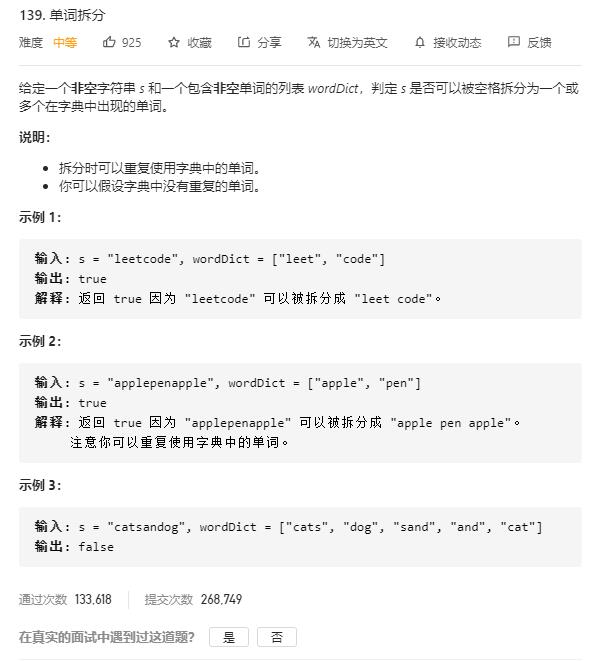 139. 单词拆分
难度 中等 925 收藏 分享 切换为英文 接收动态 反馈
给定一个非空字符串 s 和一个包含非空单词的列表 wordDict，判定 s 是否可以被空格拆分为一个或
多个在字典中出现的单词。
说明：
• 拆分时可以重复使用字典中的单词。
• 你可以假设字典中没有重复的单词。
示例 1：
输入: s = "leetcode", wordDict = ["leet", "code"]
输出: true
解释: 返回 true 因为 "leetcode" 可以被拆分成 "leet code"。
示例 2：
输入: s = "applepenapple", wordDict = ["apple", "pen"]
输出: true
解释: 返回 true 因为 "applepenapple" 可以被拆分成 "apple pen apple"。
注意你可以重复使用字典中的单词。
示例 3：
输入: s = "catsandog", wordDict = ["cats", "dog", "sand", "and", "cat"]
输出: false
通过次数 133,618 提交次数 268,749
在真实的面试中遇到过这道题? 是 否